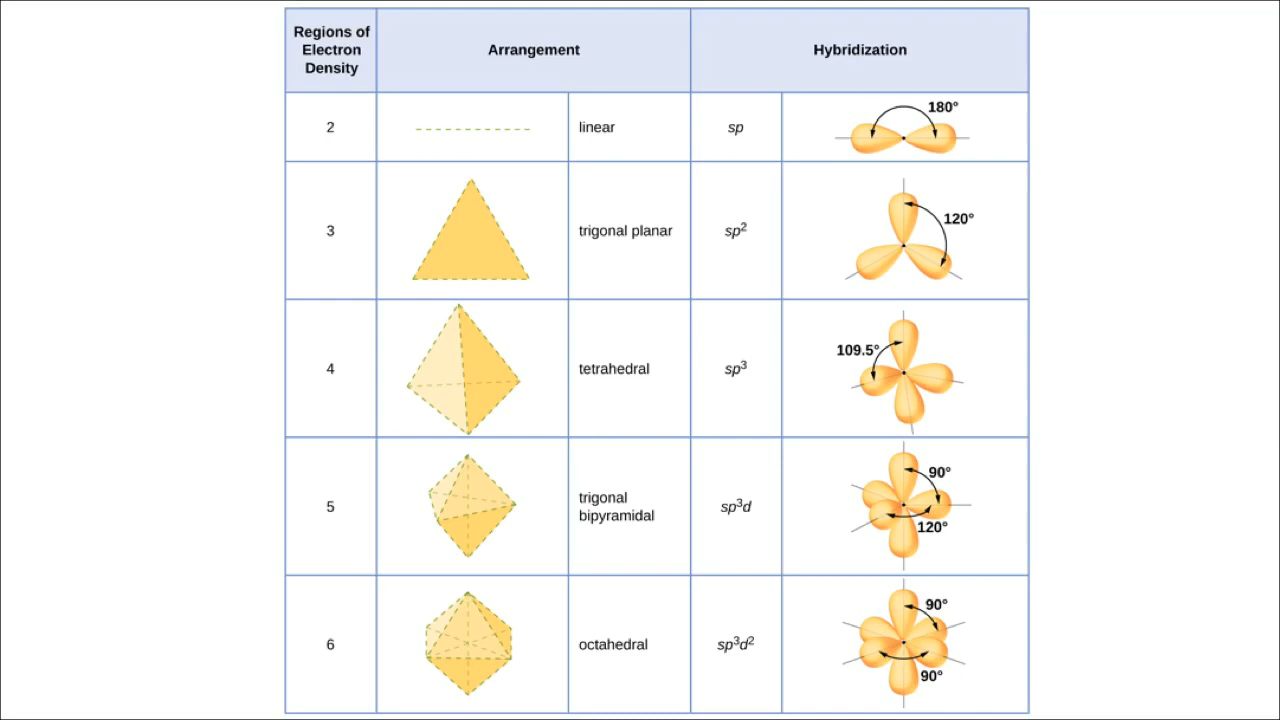 Regions of
Electron
Density
Arrangement
Hybridization
2
linear
sp
180°
3
trigonal planar
sp²
120°
4
tetrahedral
sp³
109.5°
5
trigonal
bipyramidal
sp³d
90°
120°
6
octahedral
sp³d²
90°
90°